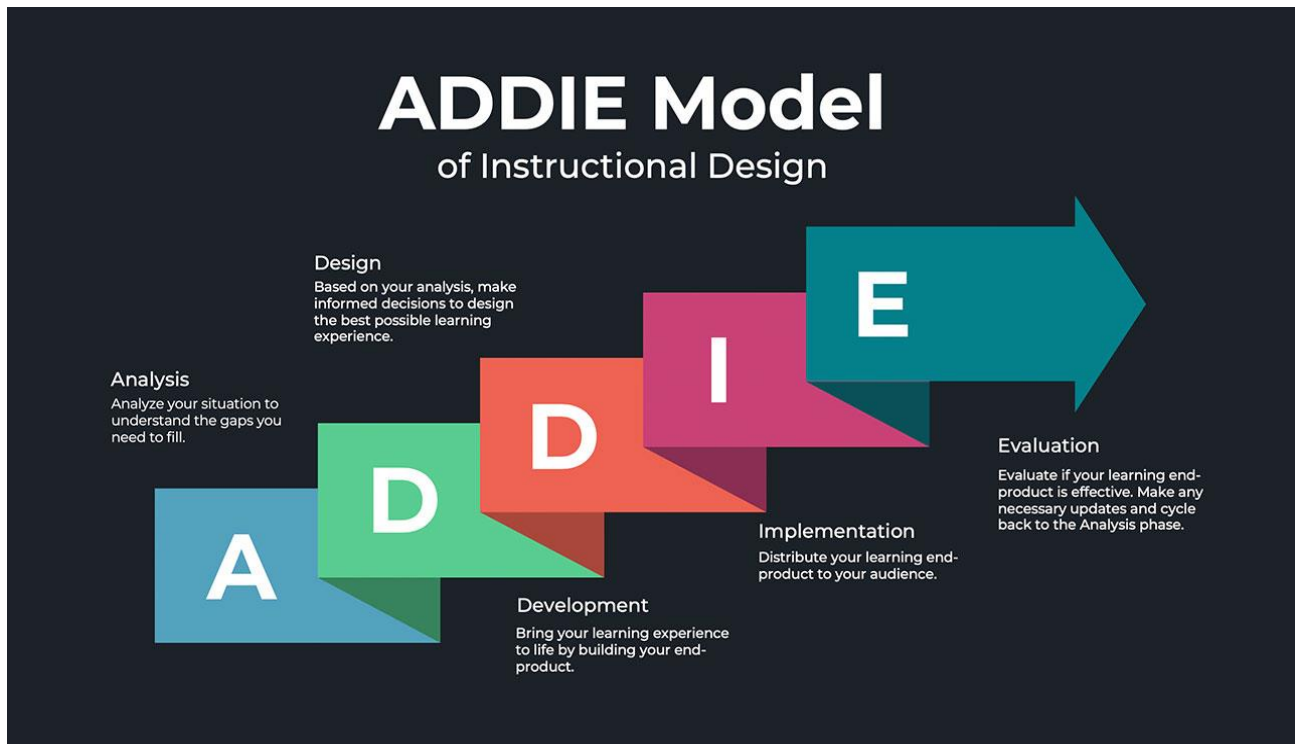 ADDIE Model
of Instructional Design
A
Analysis
Analyze your situation to
understand the gaps you
need to fill.
D
Design
Based on your analysis, make
informed decisions to design
the best possible learning
experience.
D
Development
Bring your learning experience
to life by building your end-
product.
I
Implementation
Distribute your learning end-
product to your audience.
E
Evaluation
Evaluate if your learning end-
product is effective. Make any
necessary updates and cycle
back to the Analysis phase.